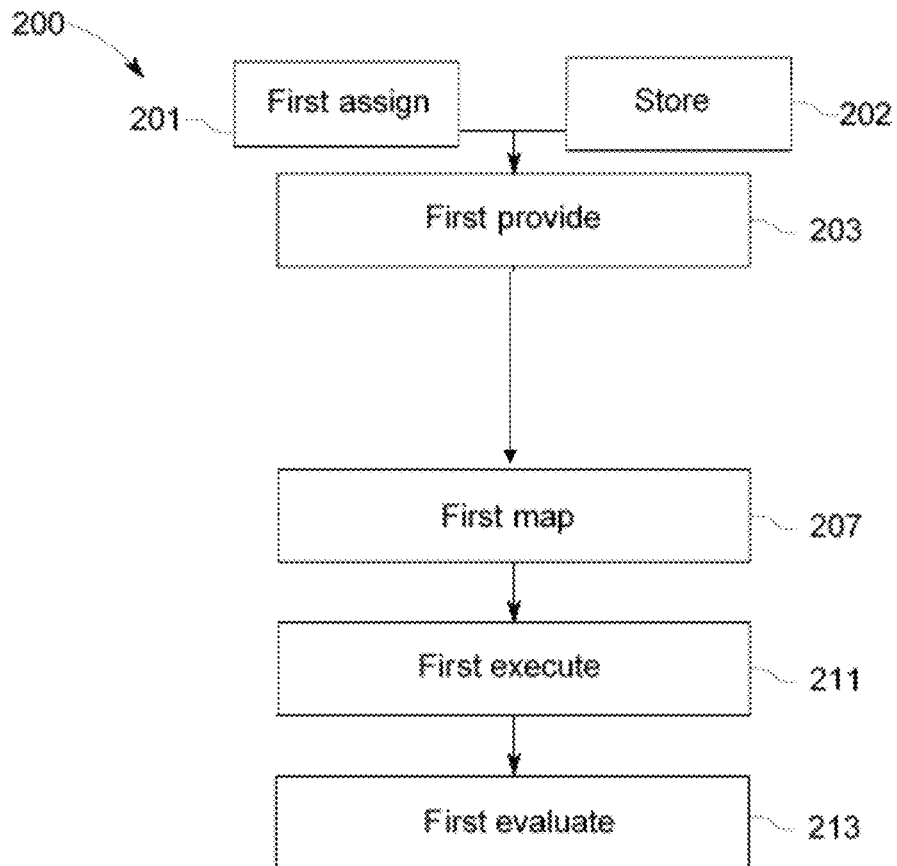 200
First assign
Store
201
202
First provide
203
First map
207
First execute
211
First evaluate
213